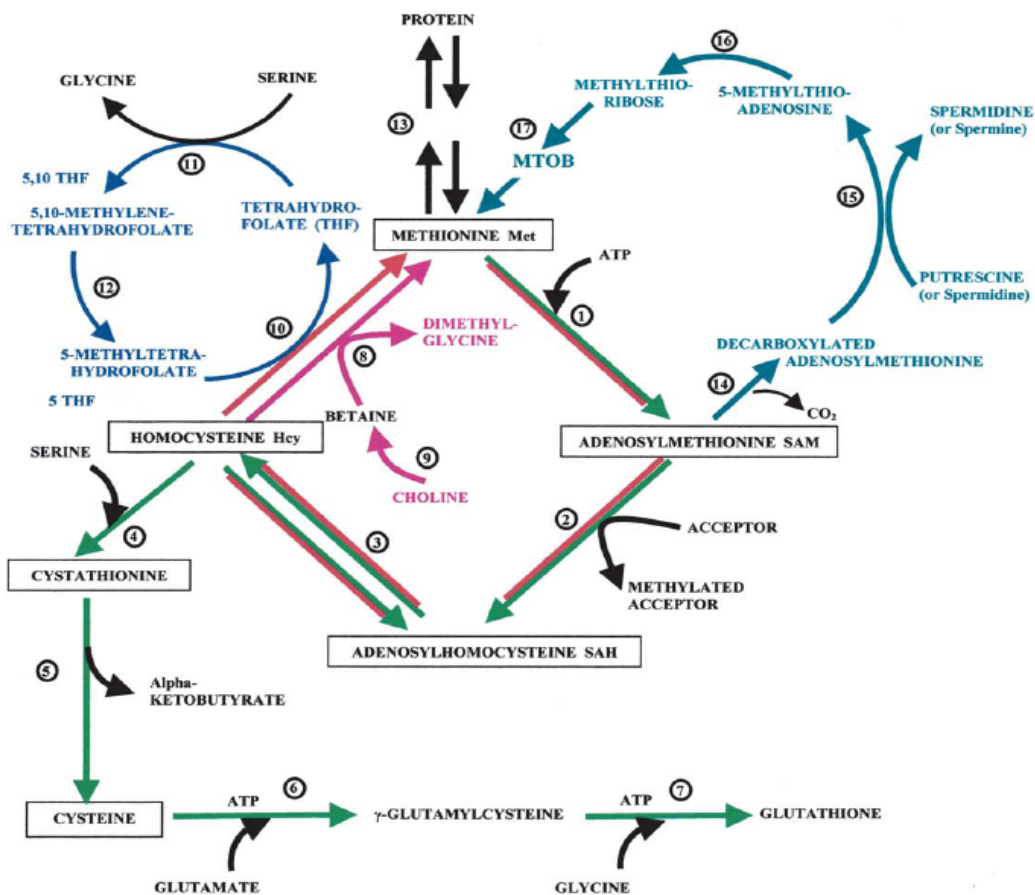 PROTEIN
16
GLYCINE
SERINE
METHYLTHIO-
RIBOSE
5-METHYLTHIO-
ADENOSINE
SPERMIDINE
(or Spermine)
13
17
MTOB
11
5,10 THF
5,10-METHYLENE-
TETRAHYDROFOLATE
TETRAHYDRO-
FOLATE (THF)
15
METHIONINE Met
ATP
PUTRESCINE
(or Spermidine)
12
1
10
DIMETHYL-
GLYCINE
8
5-METHYLTETRA-
HYDROFOLATE
5 THF
DECARBOXYLATED
ADENOSYLMETHIONINE
14
CO₂
BETAINE
HOMOCYSTEINE Hcy
ADENOSYLMETHIONINE SAM
SERINE
9
CHOLINE
4
3
2
ACCEPTOR
CYSTATHIONINE
METHYLATED
ACCEPTOR
ADENOSYLHOMOCYSTEINE SAH
5
Alpha-
KETOBUTYRATE
ATP
6
ATP
7
CYSTEINE
γ-GLUTAMYLCYSTEINE
GLUTATHIONE
GLUTAMATE
GLYCINE